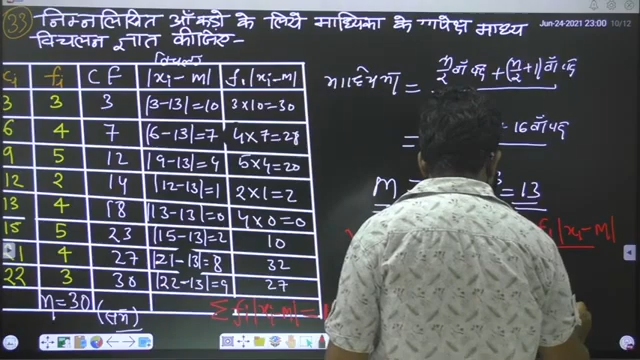 33 निम्नलिखित आँकड़ो के लिये माध्यिका के सापेक्ष माध्य
विचलन ज्ञात कीजिए-
Jun-24-2021 23:00 10/12
विचलन
xi fi CF |xi-M| fi|xi-M|
3 3 3 |3-13|=10 3×10=30
6 4 7 |6-13|=7 4×7=28
9 5 12 |9-13|=4 5×4=20
12 2 14 |12-13|=1 2×1=2
13 4 18 |13-13|=0 4×0=0
15 5 23 |15-13|=2 10
21 4 27 |21-13|=8 32
22 3 30 |22-13|=9 27
n=30 (सम)
Σ fi|xi-M| = 1
माध्यिका = n/2 वाँ पद + (n/2+1) वाँ पद
= 16वाँ पद
M = 13
fi|xi-M|